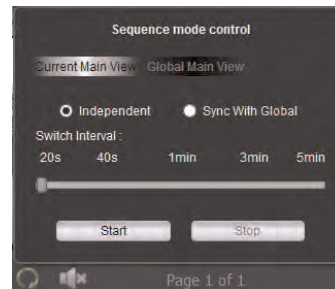 Sequence mode control
Current Main View Global Main View
Independent Sync With Global
Switch Interval :
20s 40s 1min 3min 5min
Start Stop
Page 1 of 1